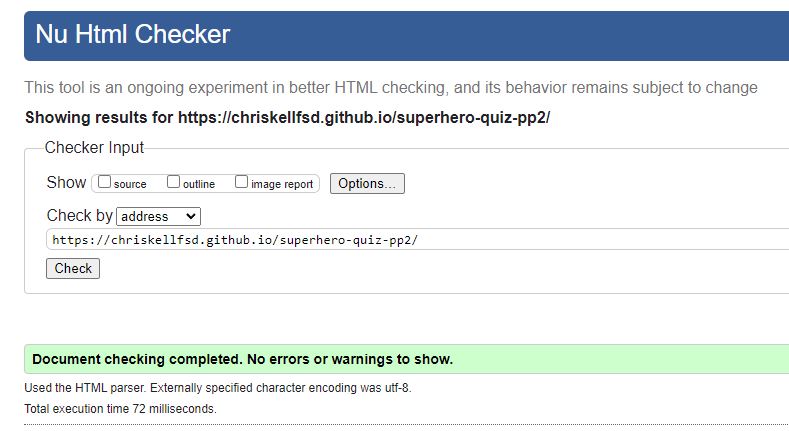 Nu Html Checker
This tool is an ongoing experiment in better HTML checking, and its behavior remains subject to change
Showing results for https://chriskellfsd.github.io/superhero-quiz-pp2/
Checker Input
Show source outline image report Options...
Check by address
https://chriskellfsd.github.io/superhero-quiz-pp2/
Check
Document checking completed. No errors or warnings to show.
Used the HTML parser. Externally specified character encoding was utf-8.
Total execution time 72 milliseconds.